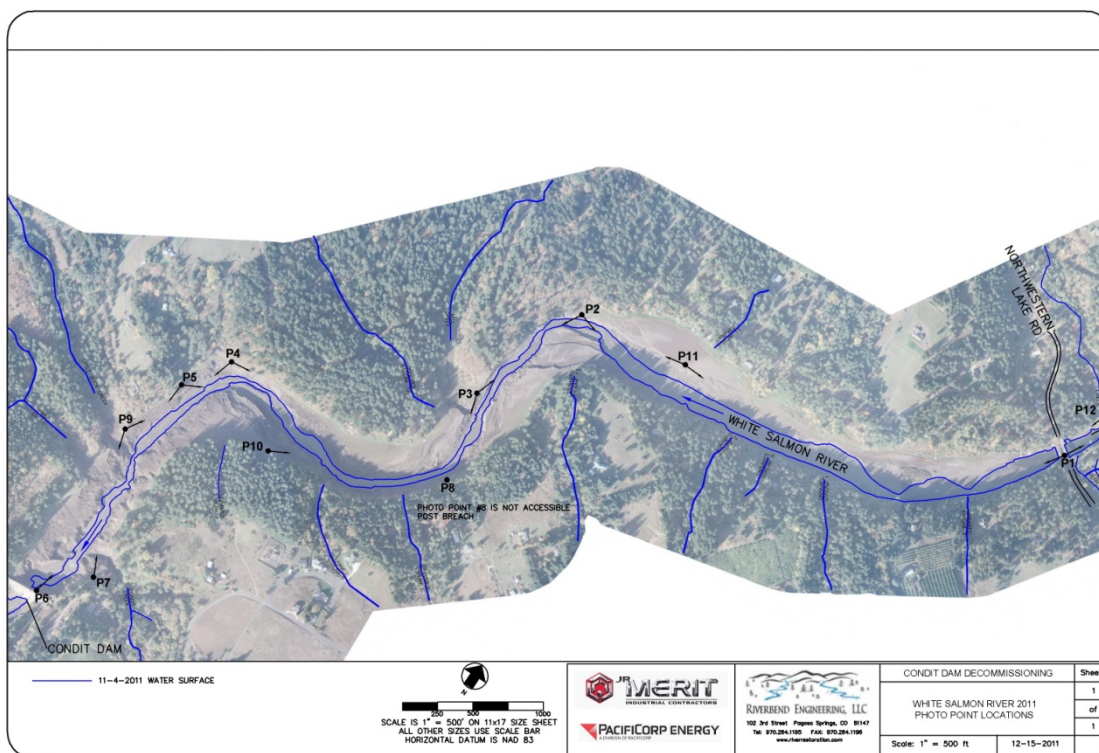 NORTHWESTERN
LAKE RD
P2
P4
P11
P5
P3
P12
WHITE SALMON RIVER
P9
P10
P1
P8
PHOTO POINT #8 IS NOT ACCESSIBLE
POST BREACH
P7
P6
CONDIT DAM
11-4-2011 WATER SURFACE
N
250 500 1000
SCALE IS 1" = 500' ON 11x17 SIZE SHEET
ALL OTHER SIZES USE SCALE BAR
HORIZONTAL DATUM IS NAD 83
JR MERIT
INDUSTRIAL CONTRACTORS
PACIFICORP ENERGY
A DIVISION OF PACIFICORP
RIVERBEND ENGINEERING, LLC
102 3rd Street Pagosa Springs, CO 81147
Tel: 970.264.1195 FAX: 970.264.1196
www.riverrestoration.com
CONDIT DAM DECOMMISSIONING
WHITE SALMON RIVER 2011
PHOTO POINT LOCATIONS
Scale: 1" = 500 ft
12-15-2011
Shee
1
of
1